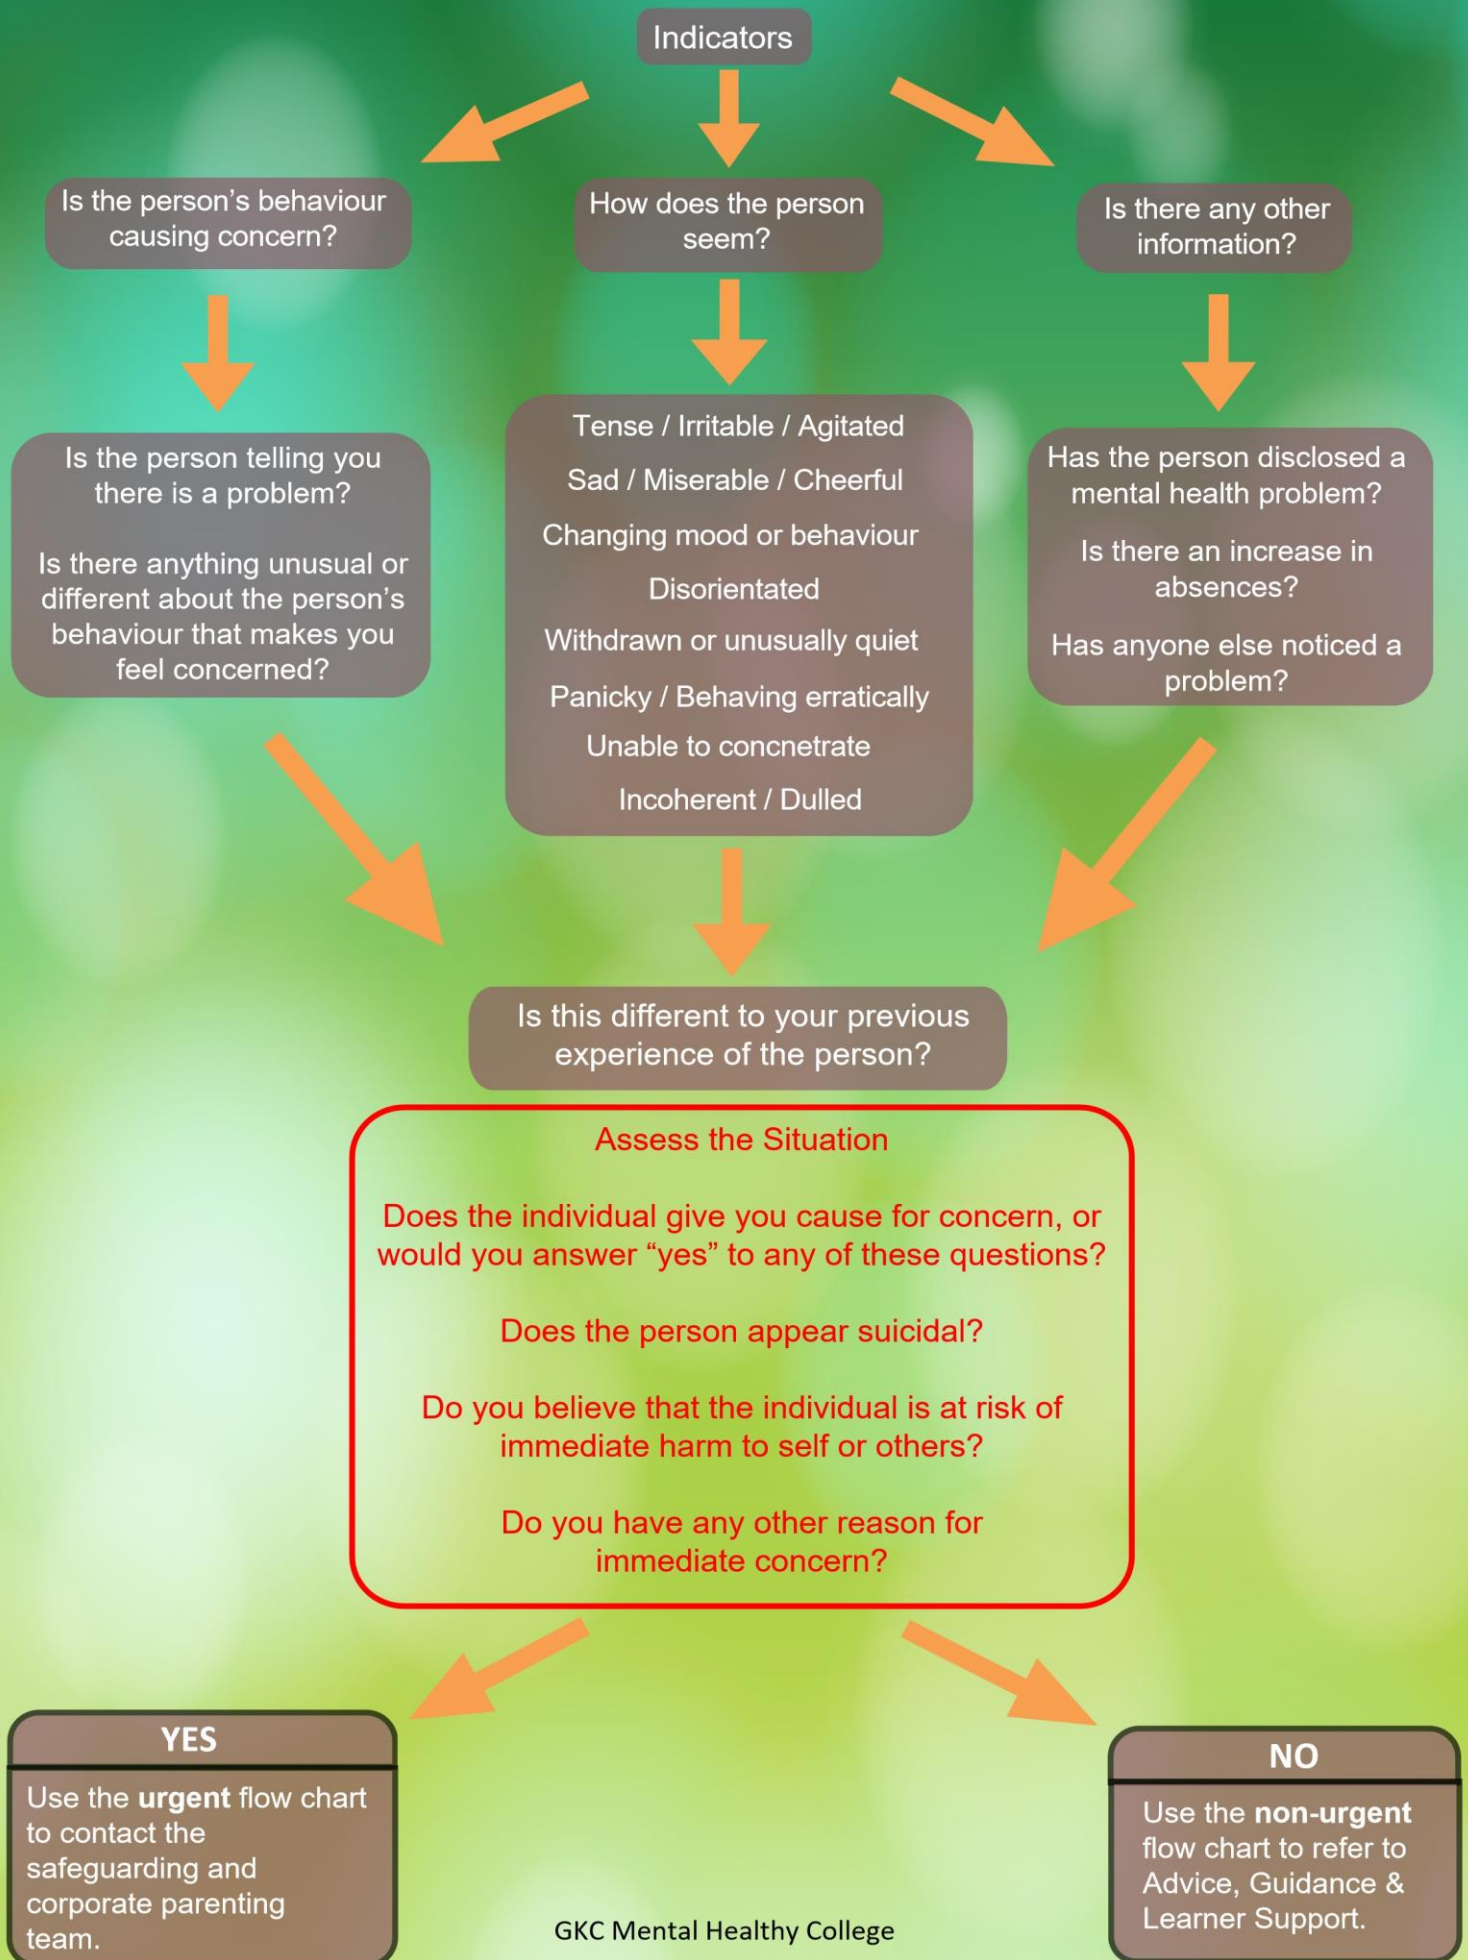 Indicators
Is the person’s behaviour
causing concern?
How does the person
seem?
Is there any other
information?
Is the person telling you
there is a problem?
Is there anything unusual or
different about the person’s
behaviour that makes you
feel concerned?
Tense / Irritable / Agitated
Sad / Miserable / Cheerful
Changing mood or behaviour
Disorientated
Withdrawn or unusually quiet
Panicky / Behaving erratically
Unable to concnetrate
Incoherent / Dulled
Has the person disclosed a
mental health problem?
Is there an increase in
absences?
Has anyone else noticed a
problem?
Is this different to your previous
experience of the person?
Assess the Situation
Does the individual give you cause for concern, or
would you answer “yes” to any of these questions?
Does the person appear suicidal?
Do you believe that the individual is at risk of
immediate harm to self or others?
Do you have any other reason for
immediate concern?
YES
Use the urgent flow chart
to contact the
safeguarding and
corporate parenting
team.
NO
Use the non-urgent
flow chart to refer to
Advice, Guidance &
Learner Support.
GKC Mental Healthy College